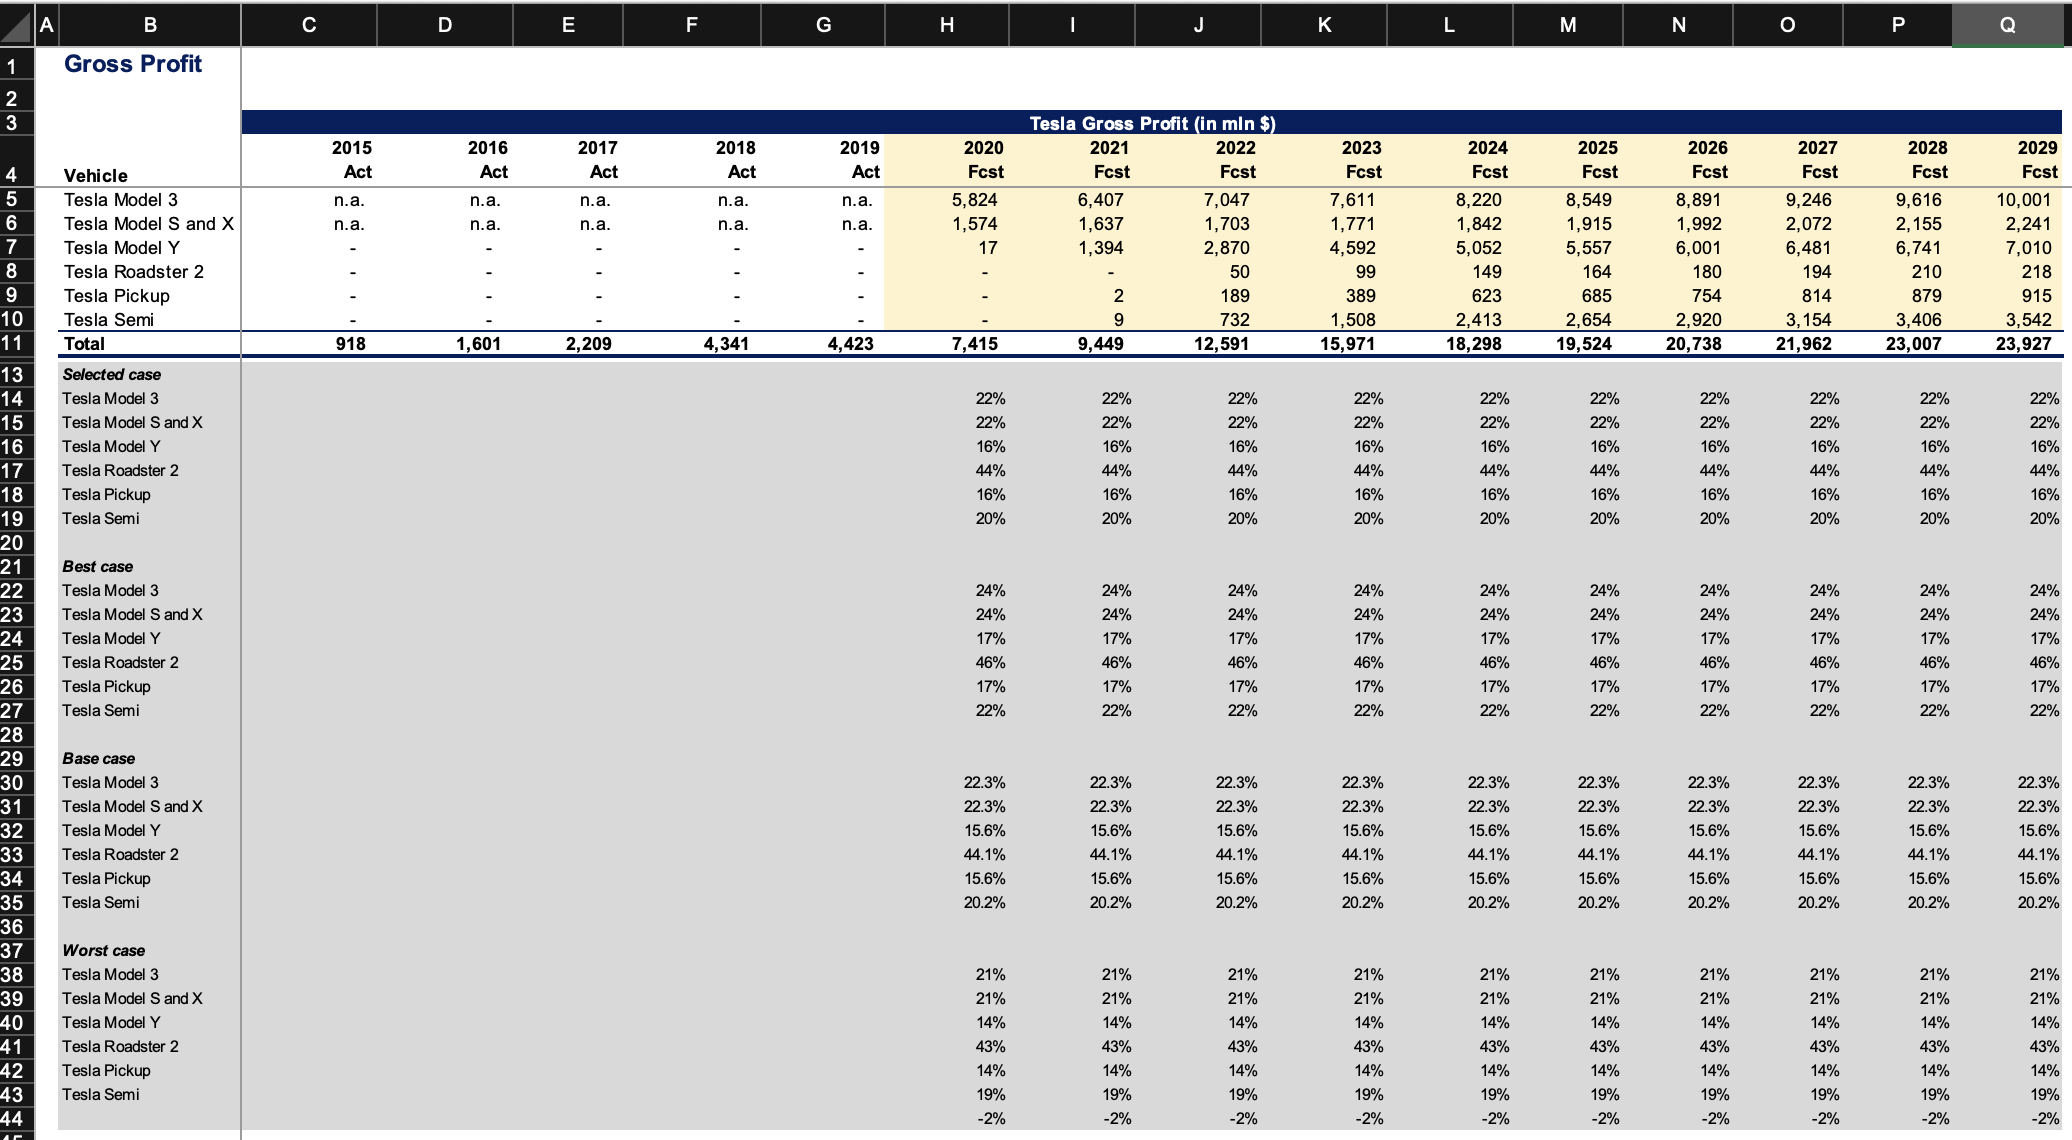 A B C D E F G H I J K L M N O P Q
1 Gross Profit
2
3 Tesla Gross Profit (in mln $)
2015 2016 2017 2018 2019 2020 2021 2022 2023 2024 2025 2026 2027 2028 2029
4 Vehicle Act Act Act Act Act Fcst Fcst Fcst Fcst Fcst Fcst Fcst Fcst Fcst Fcst
5 Tesla Model 3 n.a. n.a. n.a. n.a. n.a. 5,824 6,407 7,047 7,611 8,220 8,549 8,891 9,246 9,616 10,001
6 Tesla Model S and X n.a. n.a. n.a. n.a. n.a. 1,574 1,637 1,703 1,771 1,842 1,915 1,992 2,072 2,155 2,241
7 Tesla Model Y - - - - - 17 1,394 2,870 4,592 5,052 5,557 6,001 6,481 6,741 7,010
8 Tesla Roadster 2 - - - - - - - 50 99 149 164 180 194 210 218
9 Tesla Pickup - - - - - - 2 189 389 623 685 754 814 879 915
10 Tesla Semi - - - - - - 9 732 1,508 2,413 2,654 2,920 3,154 3,406 3,542
11 Total 918 1,601 2,209 4,341 4,423 7,415 9,449 12,591 15,971 18,298 19,524 20,738 21,962 23,007 23,927
13 Selected case
14 Tesla Model 3 22% 22% 22% 22% 22% 22% 22% 22% 22% 22%
15 Tesla Model S and X 22% 22% 22% 22% 22% 22% 22% 22% 22% 22%
16 Tesla Model Y 16% 16% 16% 16% 16% 16% 16% 16% 16% 16%
17 Tesla Roadster 2 44% 44% 44% 44% 44% 44% 44% 44% 44% 44%
18 Tesla Pickup 16% 16% 16% 16% 16% 16% 16% 16% 16% 16%
19 Tesla Semi 20% 20% 20% 20% 20% 20% 20% 20% 20% 20%
20
21 Best case
22 Tesla Model 3 24% 24% 24% 24% 24% 24% 24% 24% 24% 24%
23 Tesla Model S and X 24% 24% 24% 24% 24% 24% 24% 24% 24% 24%
24 Tesla Model Y 17% 17% 17% 17% 17% 17% 17% 17% 17% 17%
25 Tesla Roadster 2 46% 46% 46% 46% 46% 46% 46% 46% 46% 46%
26 Tesla Pickup 17% 17% 17% 17% 17% 17% 17% 17% 17% 17%
27 Tesla Semi 22% 22% 22% 22% 22% 22% 22% 22% 22% 22%
28
29 Base case
30 Tesla Model 3 22.3% 22.3% 22.3% 22.3% 22.3% 22.3% 22.3% 22.3% 22.3% 22.3%
31 Tesla Model S and X 22.3% 22.3% 22.3% 22.3% 22.3% 22.3% 22.3% 22.3% 22.3% 22.3%
32 Tesla Model Y 15.6% 15.6% 15.6% 15.6% 15.6% 15.6% 15.6% 15.6% 15.6% 15.6%
33 Tesla Roadster 2 44.1% 44.1% 44.1% 44.1% 44.1% 44.1% 44.1% 44.1% 44.1% 44.1%
34 Tesla Pickup 15.6% 15.6% 15.6% 15.6% 15.6% 15.6% 15.6% 15.6% 15.6% 15.6%
35 Tesla Semi 20.2% 20.2% 20.2% 20.2% 20.2% 20.2% 20.2% 20.2% 20.2% 20.2%
36
37 Worst case
38 Tesla Model 3 21% 21% 21% 21% 21% 21% 21% 21% 21% 21%
39 Tesla Model S and X 21% 21% 21% 21% 21% 21% 21% 21% 21% 21%
40 Tesla Model Y 14% 14% 14% 14% 14% 14% 14% 14% 14% 14%
41 Tesla Roadster 2 43% 43% 43% 43% 43% 43% 43% 43% 43% 43%
42 Tesla Pickup 14% 14% 14% 14% 14% 14% 14% 14% 14% 14%
43 Tesla Semi 19% 19% 19% 19% 19% 19% 19% 19% 19% 19%
44 -2% -2% -2% -2% -2% -2% -2% -2% -2% -2%